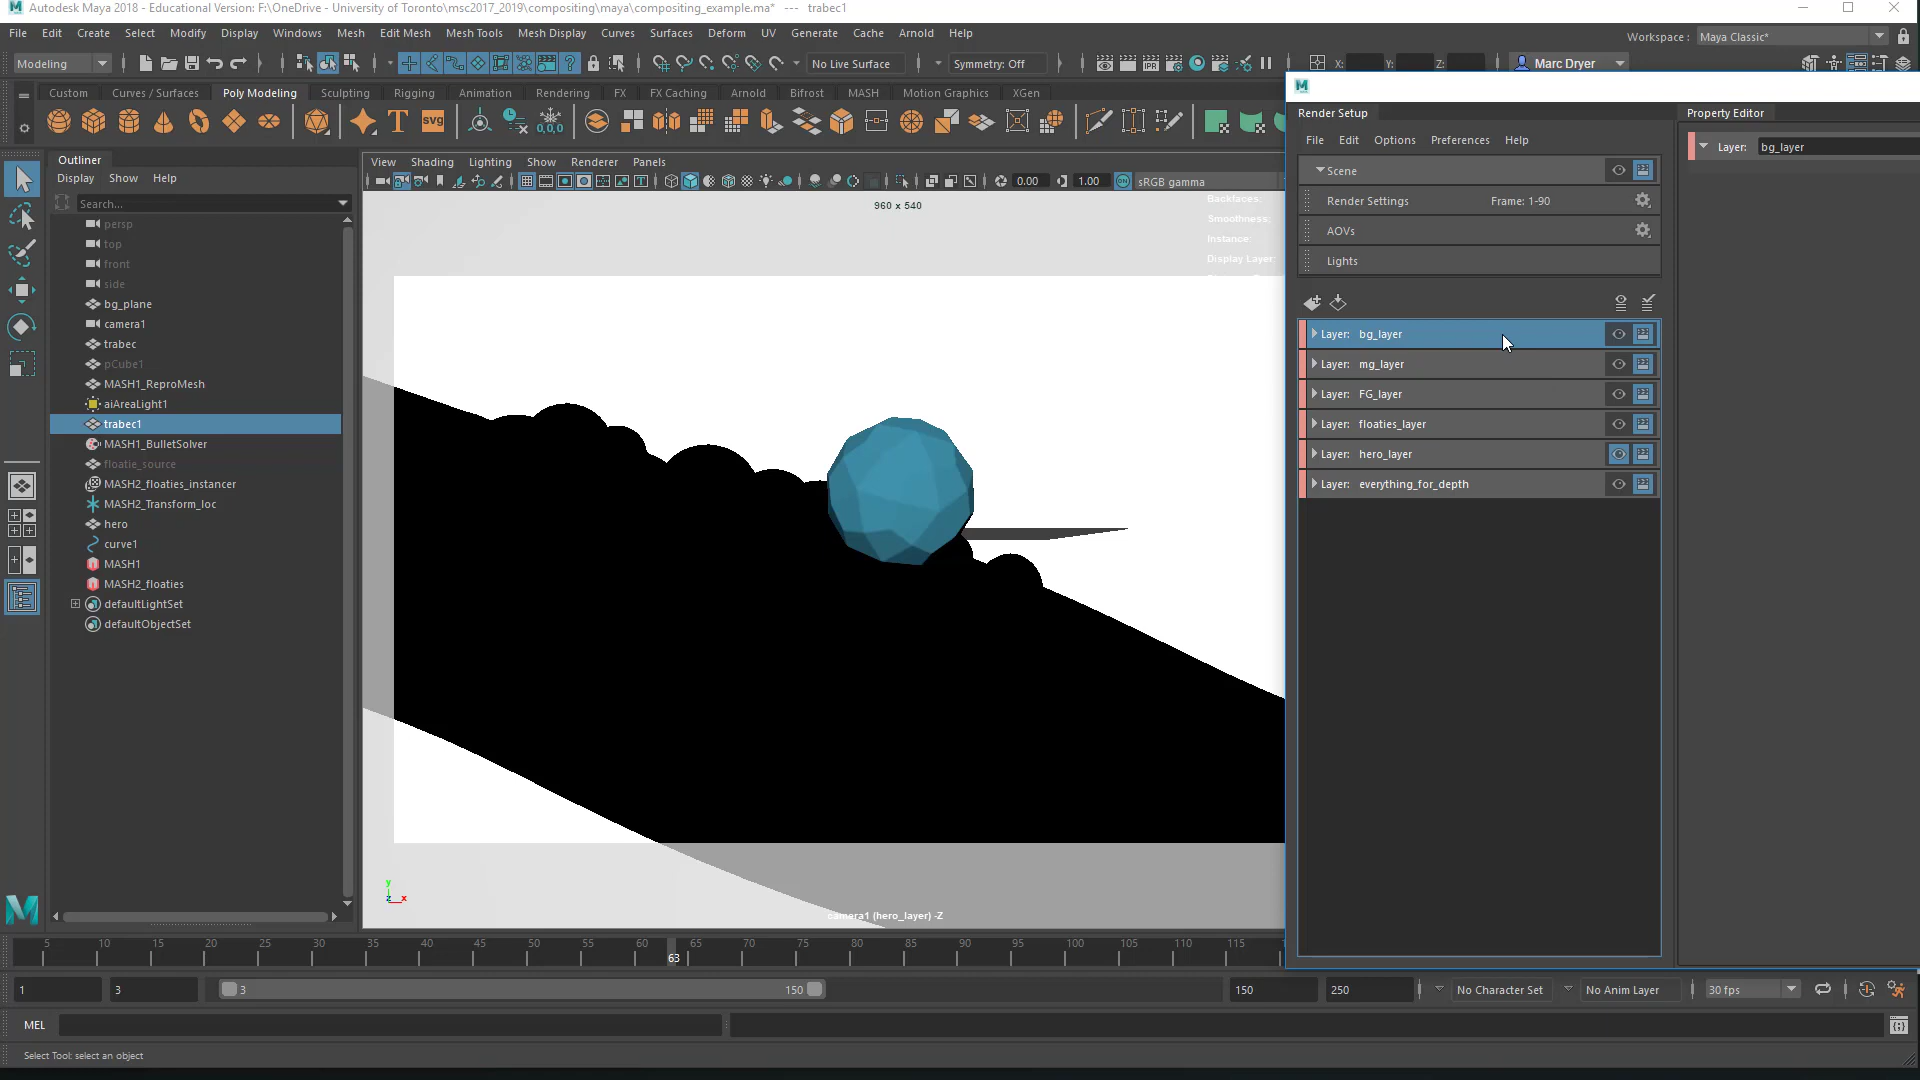 Autodesk Maya 2018 - Educational Version: F:\OneDrive - University of Toronto\msc2017_2019\compositing\maya\compositing_example.ma* --- trabec1
File Edit Create Select Modify Display Windows Mesh Edit Mesh Mesh Tools Mesh Display Curves Surfaces Deform UV Generate Cache Arnold Help
Workspace : Maya Classic*
Modeling No Live Surface Symmetry: Off X: Y: Z: Marc Dryer
Custom Curves / Surfaces Poly Modeling Sculpting Rigging Animation Rendering FX FX Caching Arnold Bifrost MASH Motion Graphics XGen
T svg 0,0,0
Outliner
Display Show Help
Search...
persp
top
front
side
bg_plane
camera1
trabec
pCube1
MASH1_ReproMesh
aiAreaLight1
trabec1
MASH1_BulletSolver
floatie_source
MASH2_floaties_instancer
MASH2_Transform_loc
hero
curve1
MASH1
MASH2_floaties
defaultLightSet
defaultObjectSet
View Shading Lighting Show Renderer Panels
0.00 1.00 sRGB gamma
960 x 540
Backfaces:
Smoothness:
Instance:
Display Layer:
y
z x
camera1 (hero_layer) -Z
Render Setup
File Edit Options Preferences Help
Scene
Render Settings Frame: 1-90
AOVs
Lights
Layer: bg_layer
Layer: mg_layer
Layer: FG_layer
Layer: floaties_layer
Layer: hero_layer
Layer: everything_for_depth
Property Editor
Layer: bg_layer
5 10 15 20 25 30 35 40 45 50 55 60 65 70 75 80 85 90 95 100 105 110 115
63
1 3 3 150 150 250 No Character Set No Anim Layer 30 fps
MEL
Select Tool: select an object